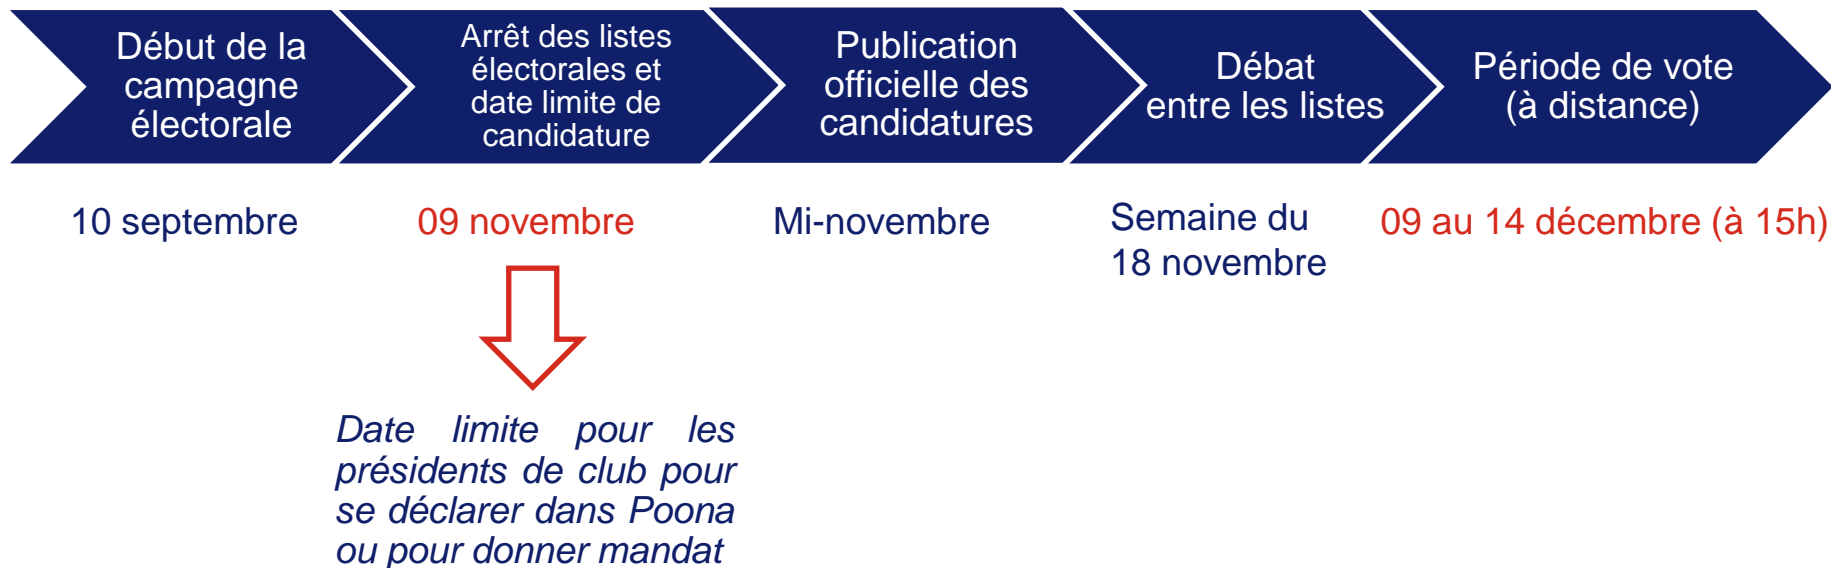 Début de la
campagne
électorale
Arrêt des listes
électorales et
date limite de
candidature
Publication
officielle des
candidatures
Débat
entre les listes
Période de vote
(à distance)
10 septembre
09 novembre
Mi-novembre
Semaine du
18 novembre
09 au 14 décembre (à 15h)
Date limite pour les
présidents de club pour
se déclarer dans Poona
ou pour donner mandat